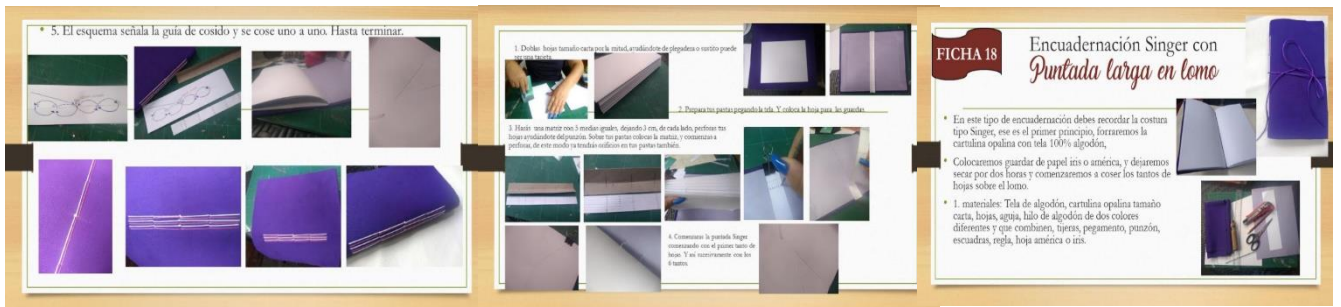 • 5. El esquema señala la guía de cosido y se cose uno a uno. Hasta terminar.
1. Doblar hojas tamaño carta por la mitad, ayudándote de plegadera o cortito puede
ser una tarjeta.
2. Prepara tus pastas pegando la tela. Y coloca la hoja para las guardas.
3. Harás una matriz con 5 medias iguales, dejando 3 cm, de cada lado, perforas tus
hojas ayudándote del punzón. Sobre tus pastas colocas la matriz, y comienzas a
perforar, de este modo ya tendrás orificios en tus pastas también.
4. Comenzarás la puntada Singer
comenzando con el primer tanto de
hojas. Y así sucesivamente con los
6 tantos.
FICHA 18
Encuadernación Singer con
Puntada larga en lomo
• En este tipo de encuadernación debes recordar la costura
tipo Singer, ese es el primer principio, forraremos la
cartulina opalina con tela 100% algodón,
• Colocaremos guardar de papel iris o américa, y dejaremos
secar por dos horas y comenzaremos a coser los tantos de
hojas sobre el lomo.
• 1. materiales: Tela de algodón, cartulina opalina tamaño
carta, hojas, aguja, hilo de algodón de dos colores
diferentes y que combinen, tijeras, pegamento, punzón,
escuadras, regla, hoja américa o iris.